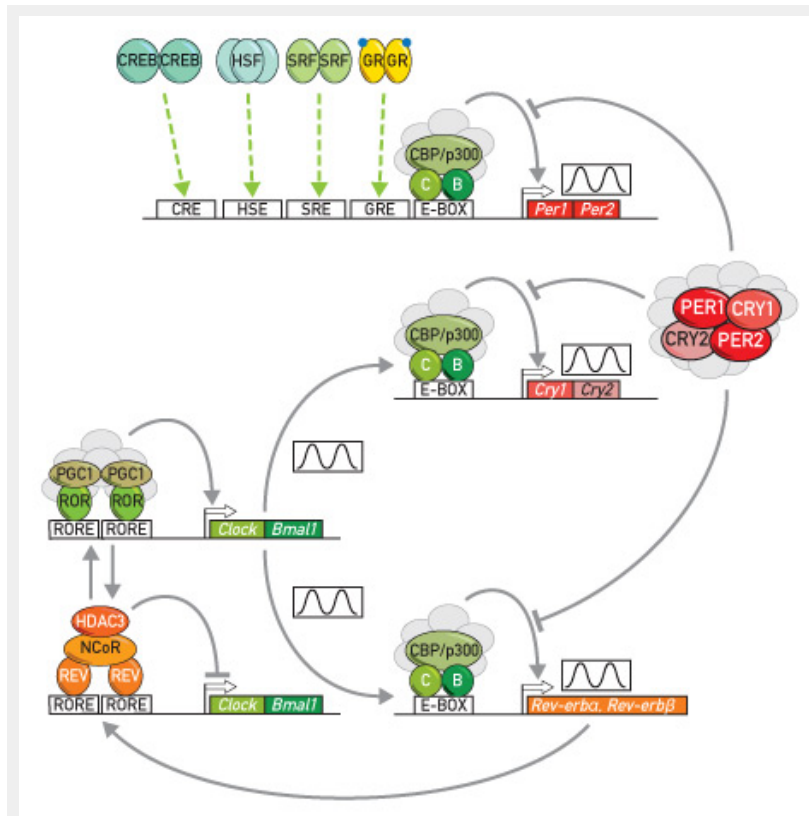 CREB CREB HSF SRF SRF GR GR
CBP/p300
C B
CRE HSE SRE GRE E-BOX Per1 Per2
PER1 CRY1
CRY2 PER2
CBP/p300
C B
E-BOX Cry1 Cry2
PGC1 PGC1
ROR ROR
RORE RORE Clock Bmal1
HDAC3
NCoR
REV REV
RORE RORE Clock Bmal1
CBP/p300
C B
E-BOX Rev-erbα, Rev-erbβ